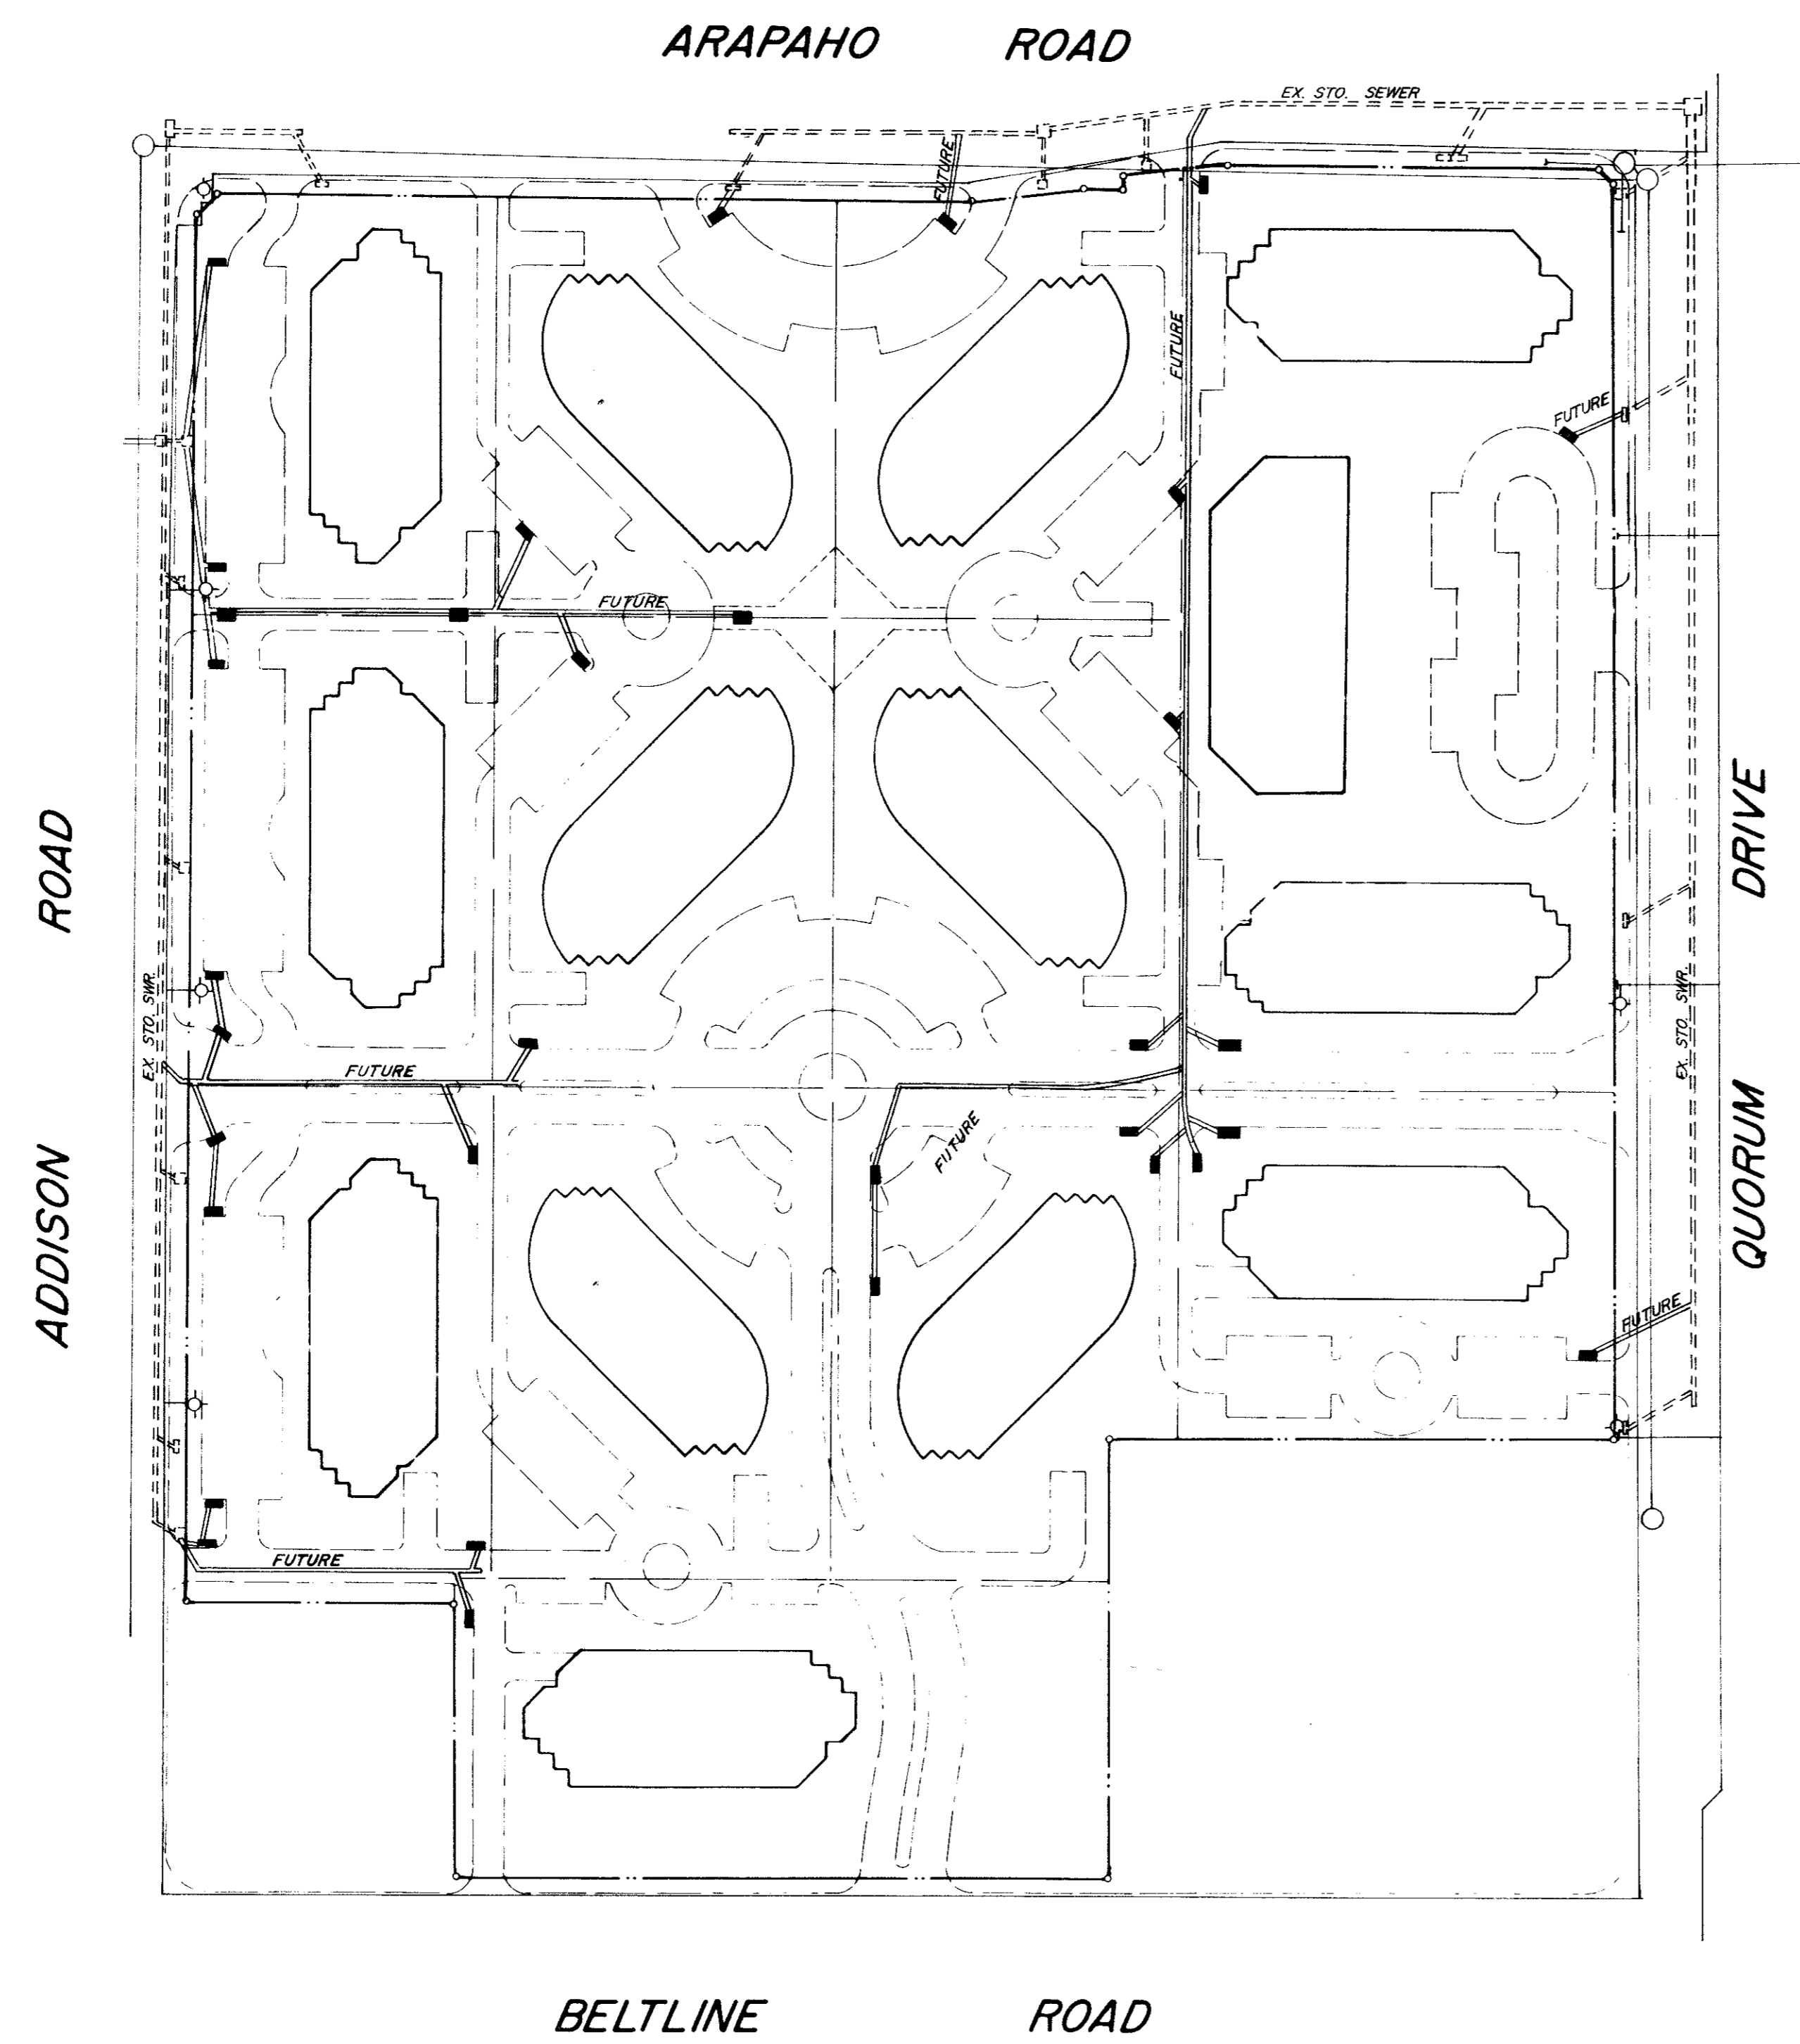 ARAPAHO ROAD
EX. STO. SEWER
FUTURE
FUTURE
FUTURE
FUTURE
ROAD
DRIVE
EX. STO. SWR.
EX. STO. SWR.
FUTURE
FUTURE
ADDISON
QUORUM
FUTURE
FUTURE
BELTLINE ROAD